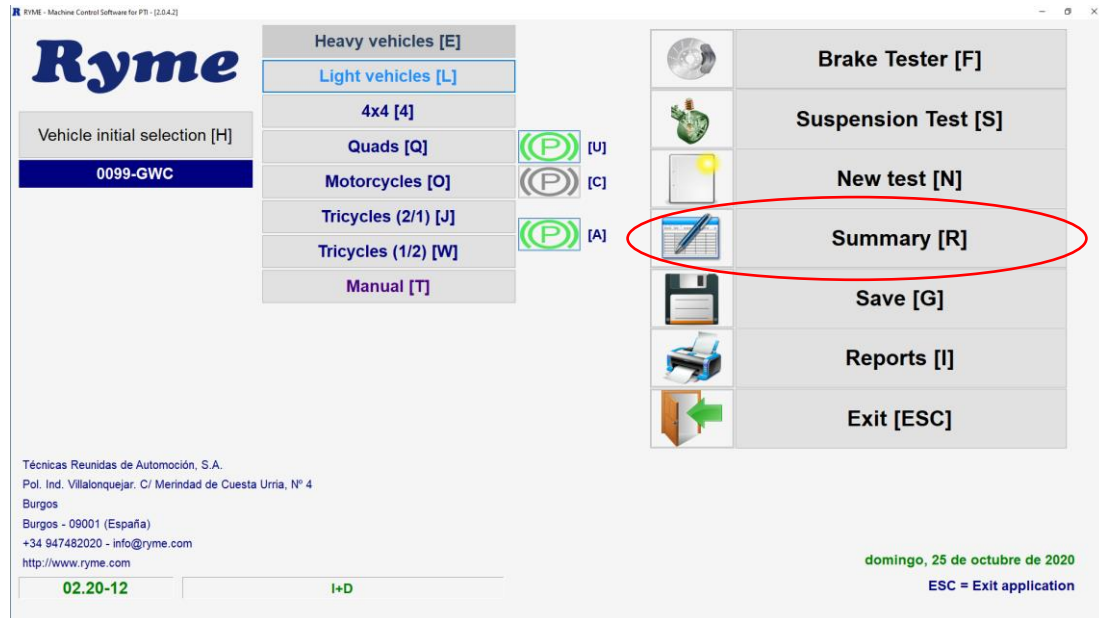 RYME - Machine Control Software for PTI - [2.0.4.2]
Ryme
Vehicle initial selection [H]
0099-GWC
Heavy vehicles [E]
Light vehicles [L]
4x4 [4]
Quads [Q]
Motorcycles [O]
Tricycles (2/1) [J]
Tricycles (1/2) [W]
Manual [T]
(P) [U]
(P) [C]
(P) [A]
Brake Tester [F]
Suspension Test [S]
New test [N]
Summary [R]
Save [G]
Reports [I]
Exit [ESC]
Técnicas Reunidas de Automoción, S.A.
Pol. Ind. Villalonquejar. C/ Merindad de Cuesta Urria, Nº 4
Burgos
Burgos - 09001 (España)
+34 947482020 - info@ryme.com
http://www.ryme.com
02.20-12
I+D
domingo, 25 de octubre de 2020
ESC = Exit application